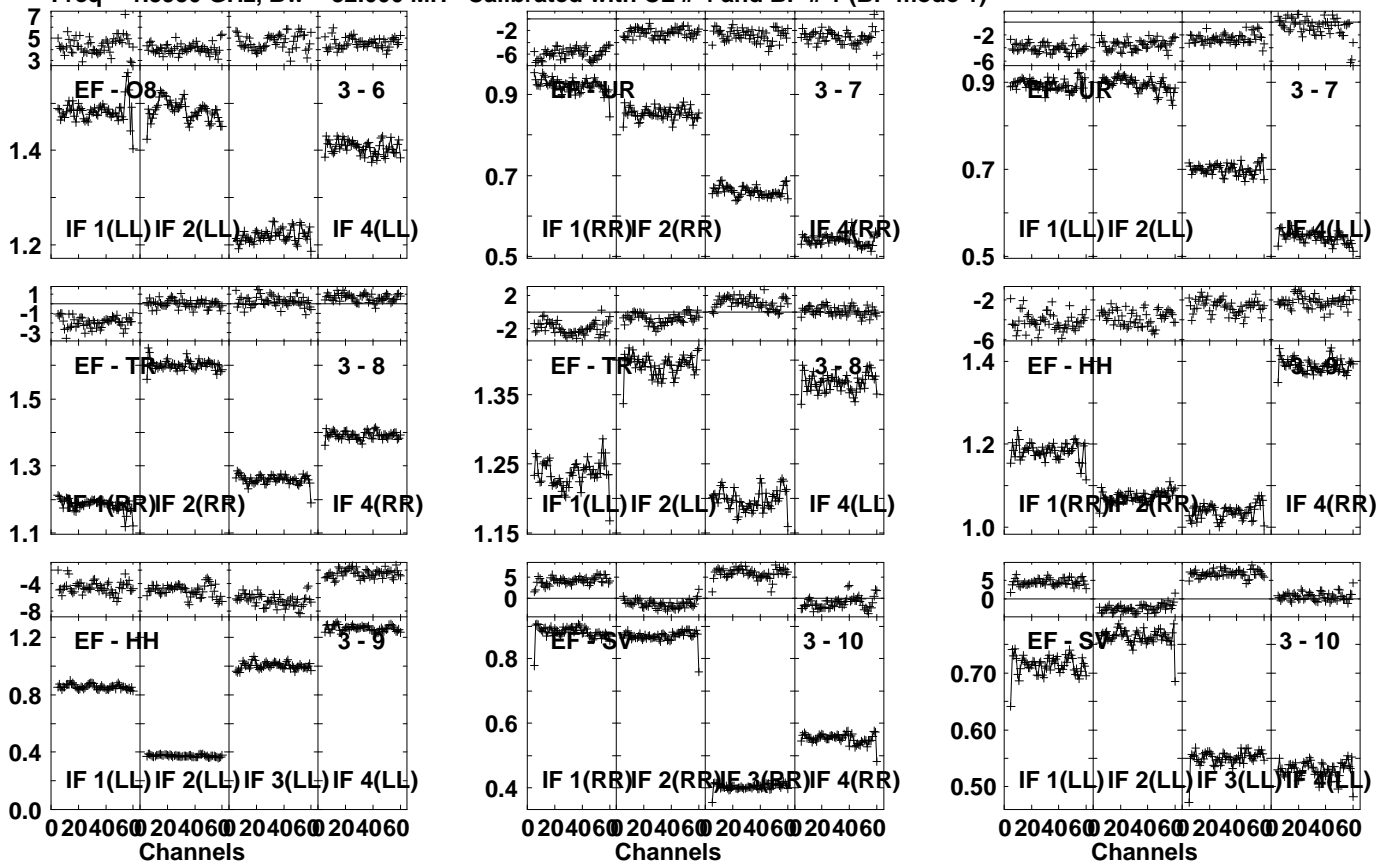 7
5
3
EF - O8 3 - 6
1.4
1.2
IF 1(LL) IF 2(LL) IF 4(LL)
-2
-6
0.9
EF - UR 3 - 7
0.7
0.5
IF 1(RR) IF 2(RR) IF 4(RR)
-2
-6
0.9
EF - UR 3 - 7
0.7
0.5
IF 1(LL) IF 2(LL) IF 4(LL)
1
-1
-3
EF - TR 3 - 8
1.5
1.3
1.1
IF 1(RR) IF 2(RR) IF 4(RR)
2
-2
EF - TR 3 - 8
1.35
1.25
1.15
IF 1(LL) IF 2(LL) IF 4(LL)
-2
-6
1.4
EF - HH 3 - 9
1.2
1.0
IF 1(RR) IF 2(RR) IF 4(RR)
-4
-8
1.2
EF - HH 3 - 9
0.8
0.4
0.0
IF 1(LL) IF 2(LL) IF 3(LL) IF 4(LL)
0 204060 0 204060 0 204060 0 204060
Channels
5
0
EF - SV 3 - 10
0.8
0.6
0.4
IF 1(RR) IF 2(RR) IF 3(RR) IF 4(RR)
0 204060 0 204060 0 204060 0 204060
Channels
5
0
EF - SV 3 - 10
0.70
0.60
0.50
IF 1(LL) IF 2(LL) IF 3(LL) IF 4(LL)
0 204060 0 204060 0 204060 0 204060
Channels